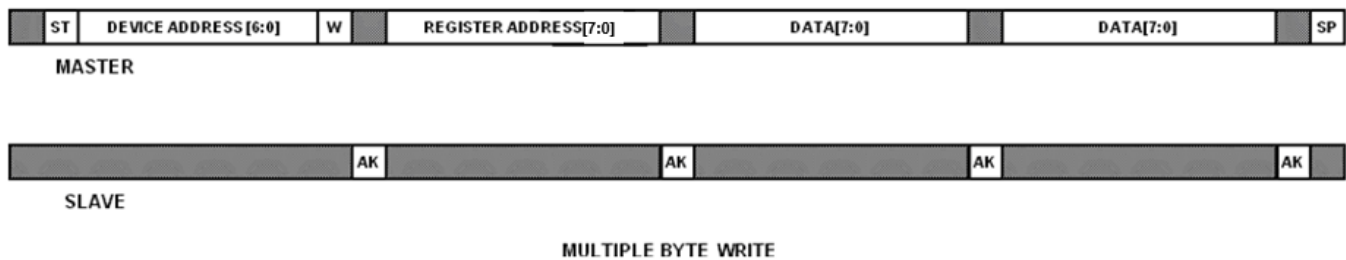 ST DEVICE ADDRESS [6:0] W REGISTER ADDRESS[7:0] DATA[7:0] DATA[7:0] SP
MASTER
AK AK AK AK
SLAVE
MULTIPLE BYTE WRITE